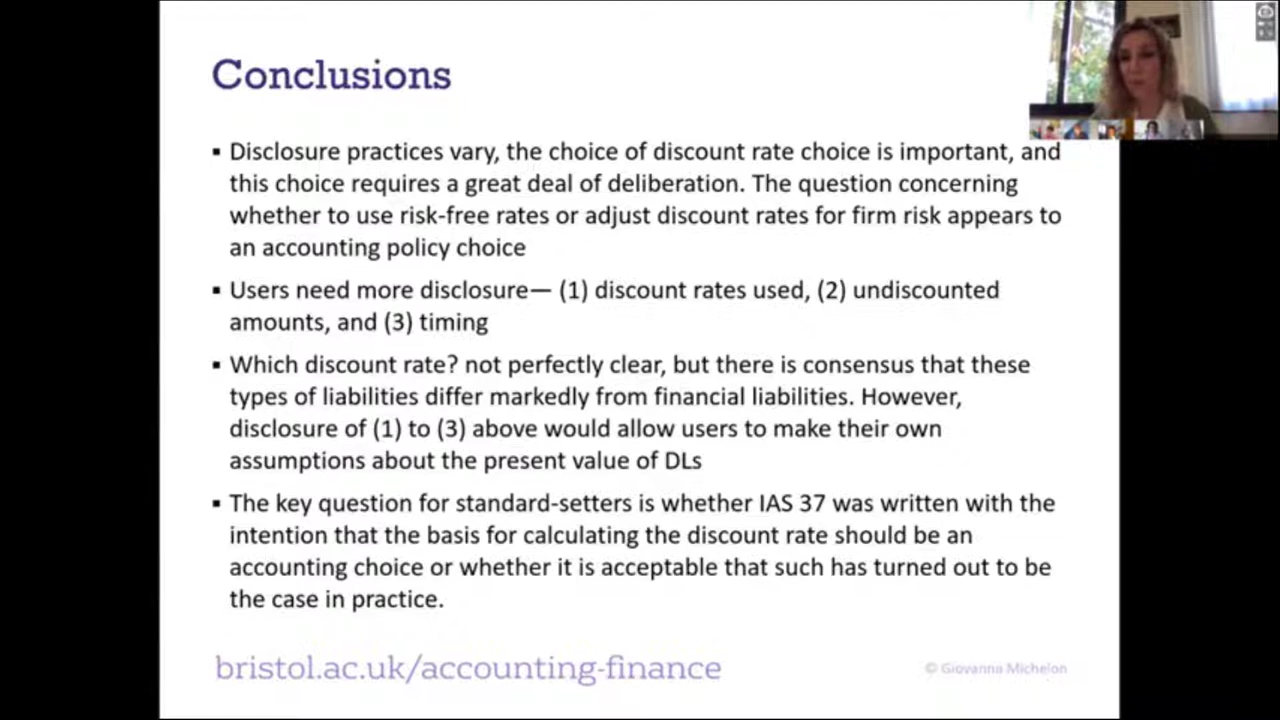 Conclusions
▪ Disclosure practices vary, the choice of discount rate choice is important, and
this choice requires a great deal of deliberation. The question concerning
whether to use risk-free rates or adjust discount rates for firm risk appears to
an accounting policy choice
▪ Users need more disclosure— (1) discount rates used, (2) undiscounted
amounts, and (3) timing
▪ Which discount rate? not perfectly clear, but there is consensus that these
types of liabilities differ markedly from financial liabilities. However,
disclosure of (1) to (3) above would allow users to make their own
assumptions about the present value of DLs
▪ The key question for standard-setters is whether IAS 37 was written with the
intention that the basis for calculating the discount rate should be an
accounting choice or whether it is acceptable that such has turned out to be
the case in practice.
bristol.ac.uk/accounting-finance
© Giovanna Michelon